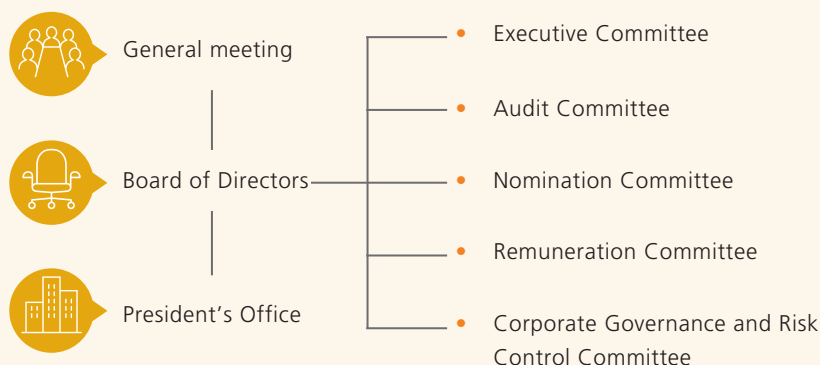 General meeting
Board of Directors
President’s Office
Executive Committee
Audit Committee
Nomination Committee
Remuneration Committee
Corporate Governance and Risk
Control Committee